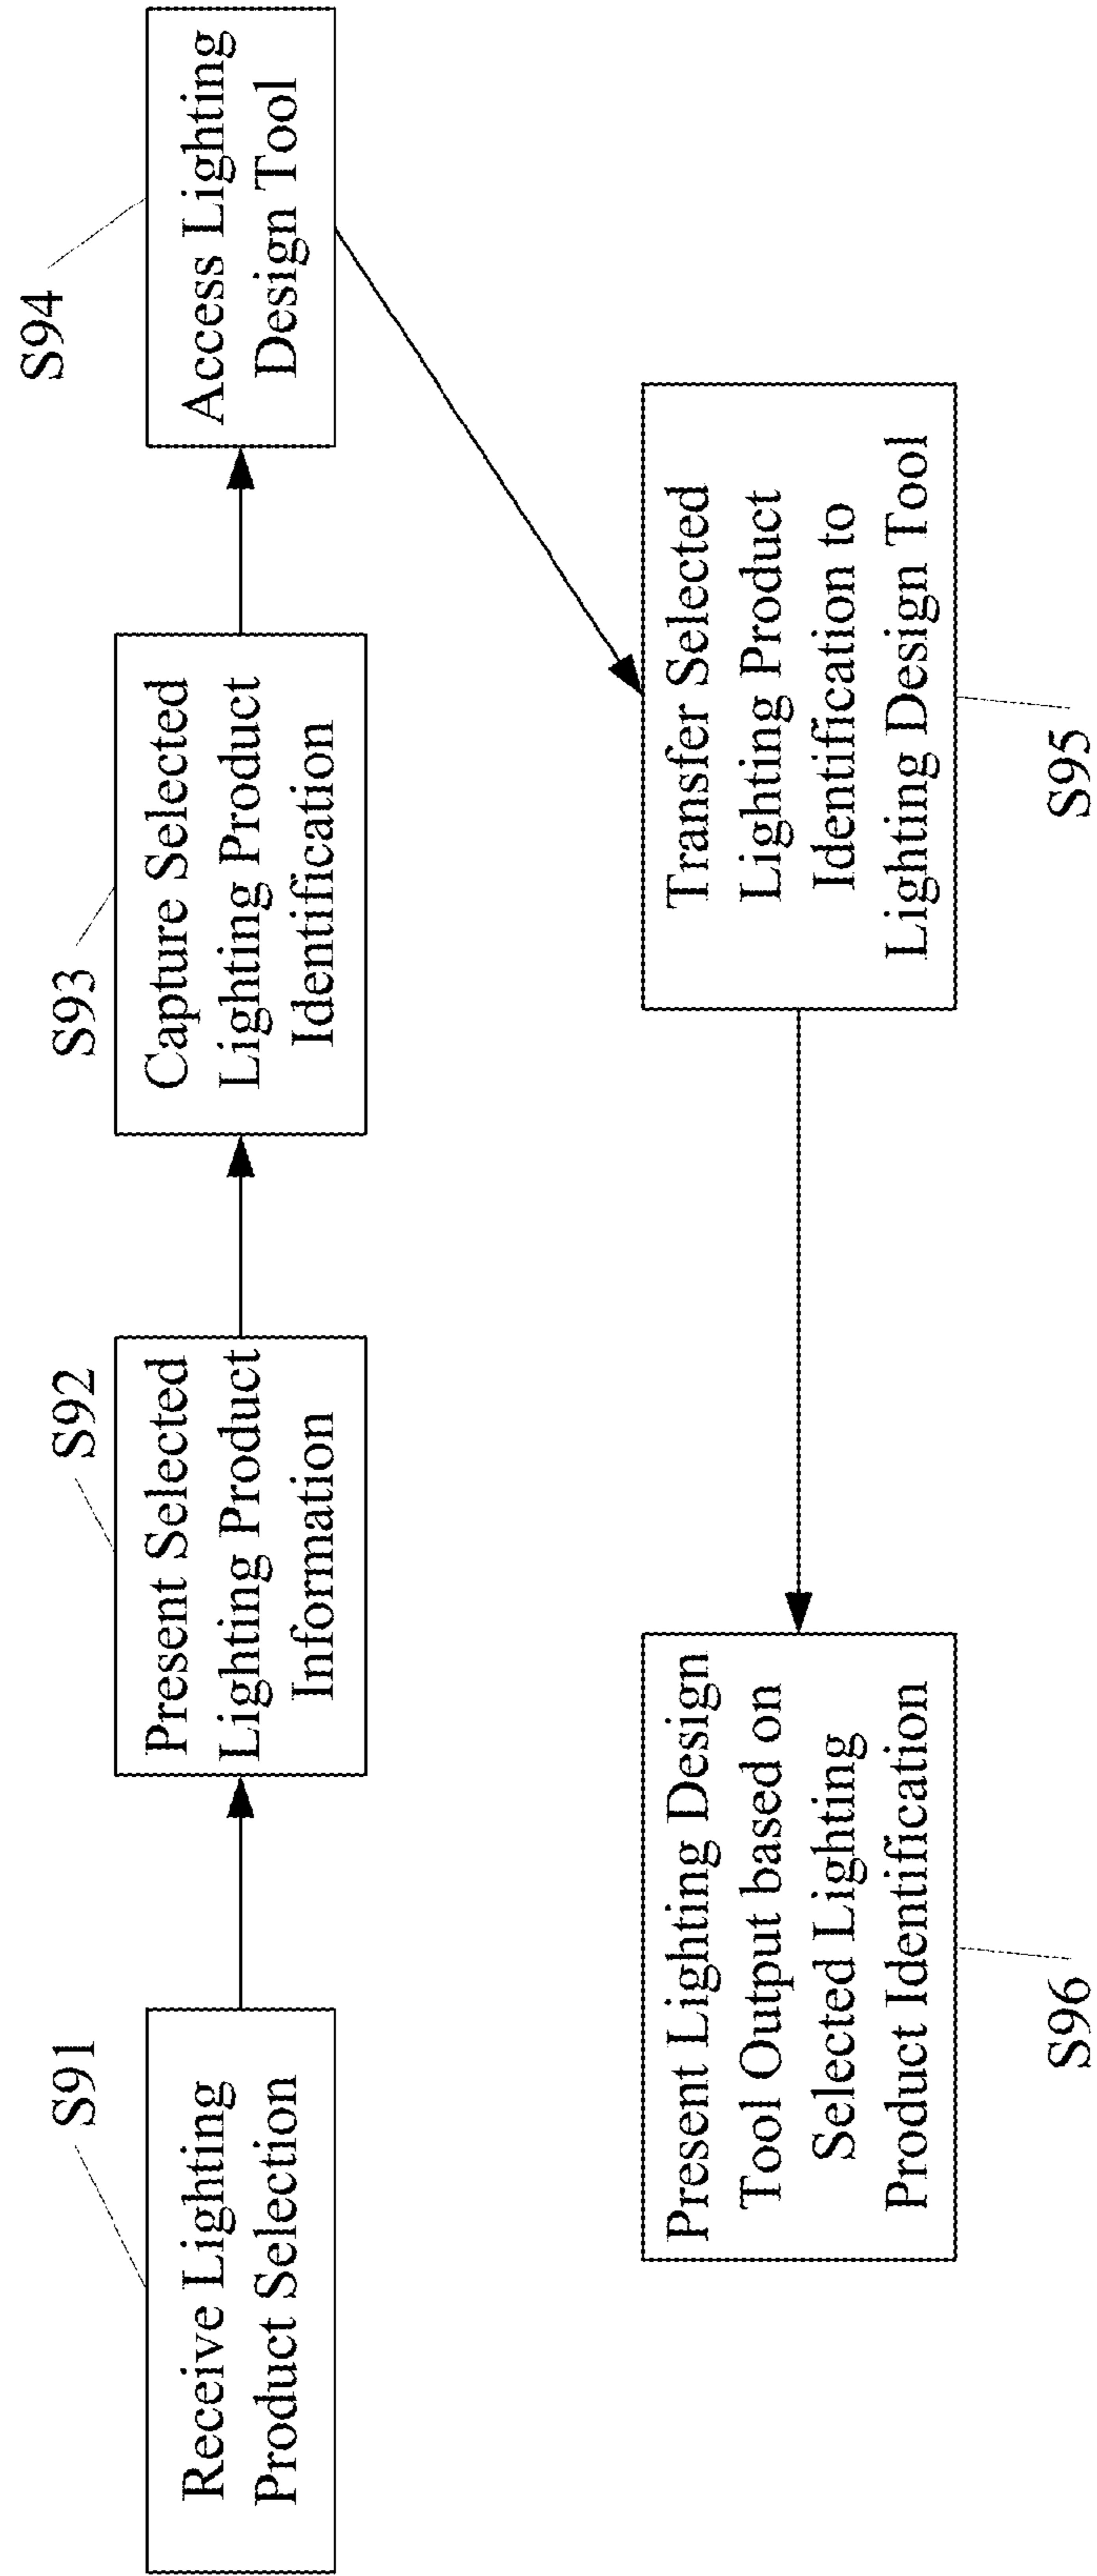 S91
Receive Lighting
Product Selection
S92
Present Selected
Lighting Product
Information
S93
Capture Selected
Lighting Product
Identification
S94
Access Lighting
Design Tool
Transfer Selected
Lighting Product
Identification to
Lighting Design Tool
S95
Present Lighting Design
Tool Output based on
Selected Lighting
Product Identification
S96